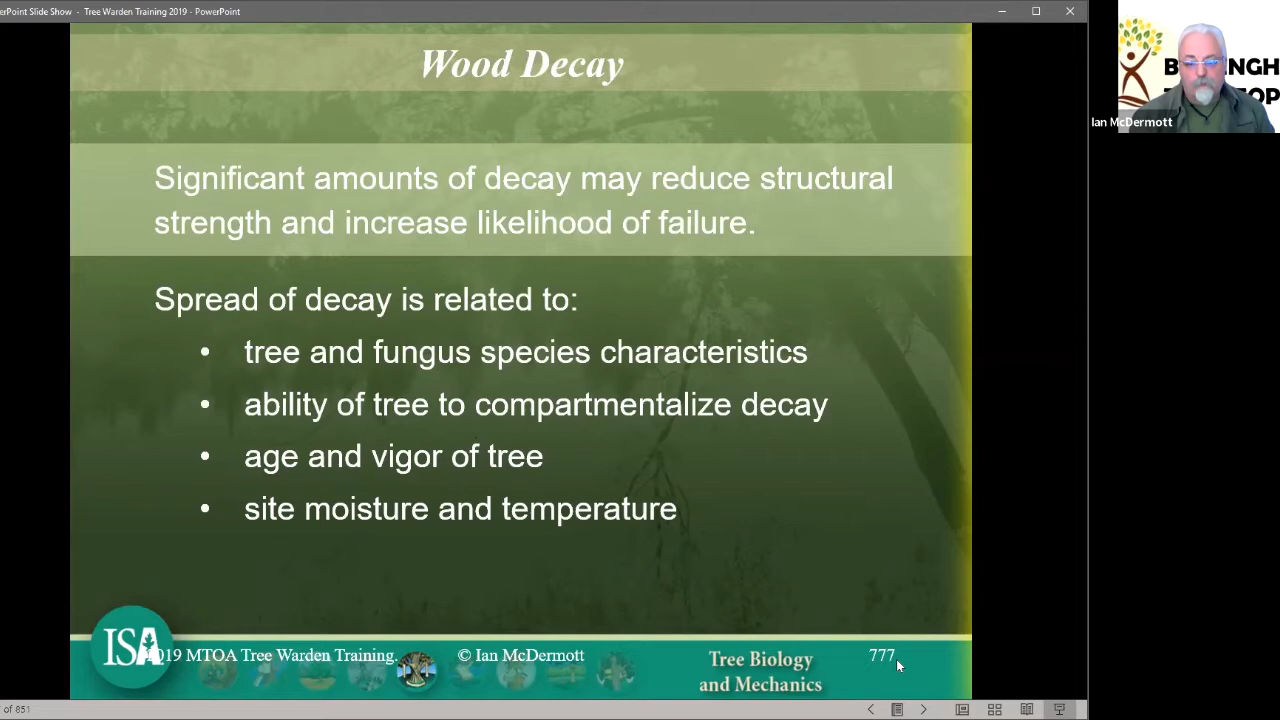 erPoint Slide Show - Tree Warden Training 2019 - PowerPoint
Wood Decay
Significant amounts of decay may reduce structural
strength and increase likelihood of failure.
Spread of decay is related to:
• tree and fungus species characteristics
• ability of tree to compartmentalize decay
• age and vigor of tree
• site moisture and temperature
ISA
2019 MTOA Tree Warden Training.
© Ian McDermott
Tree Biology
and Mechanics
777
of 851
NGH
OP
Ian McDermott